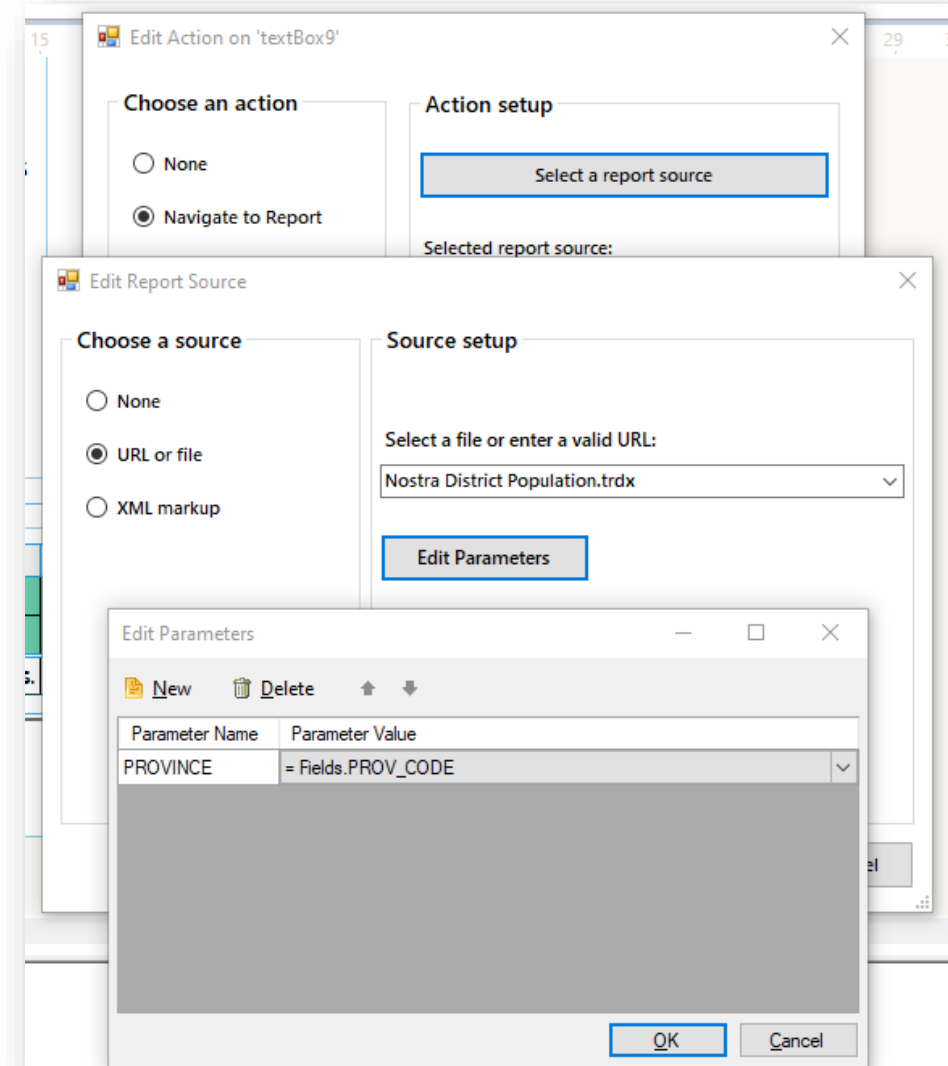 15
29
Edit Action on 'textBox9'
Choose an action
Action setup
None
Select a report source
Navigate to Report
Selected report source:
Edit Report Source
Choose a source
Source setup
None
Select a file or enter a valid URL:
URL or file
Nostra District Population.trdx
XML markup
Edit Parameters
Edit Parameters
New
Delete
Parameter Name
Parameter Value
PROVINCE
= Fields.PROV_CODE
el
s.
OK
Cancel